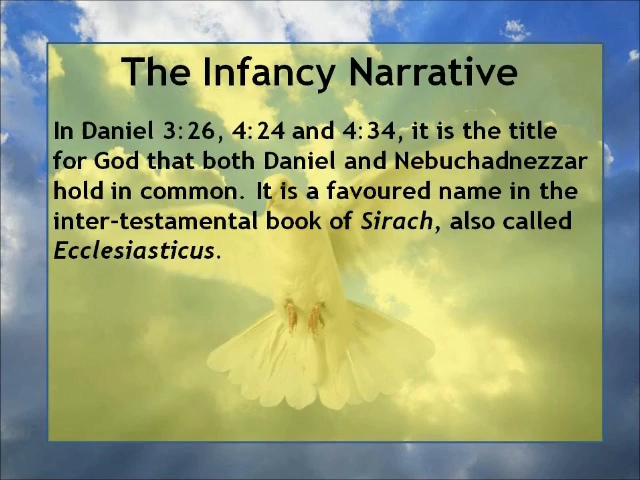 The Infancy Narrative
In Daniel 3:26, 4:24 and 4:34, it is the title
for God that both Daniel and Nebuchadnezzar
hold in common. It is a favoured name in the
inter-testamental book of Sirach, also called
Ecclesiasticus.